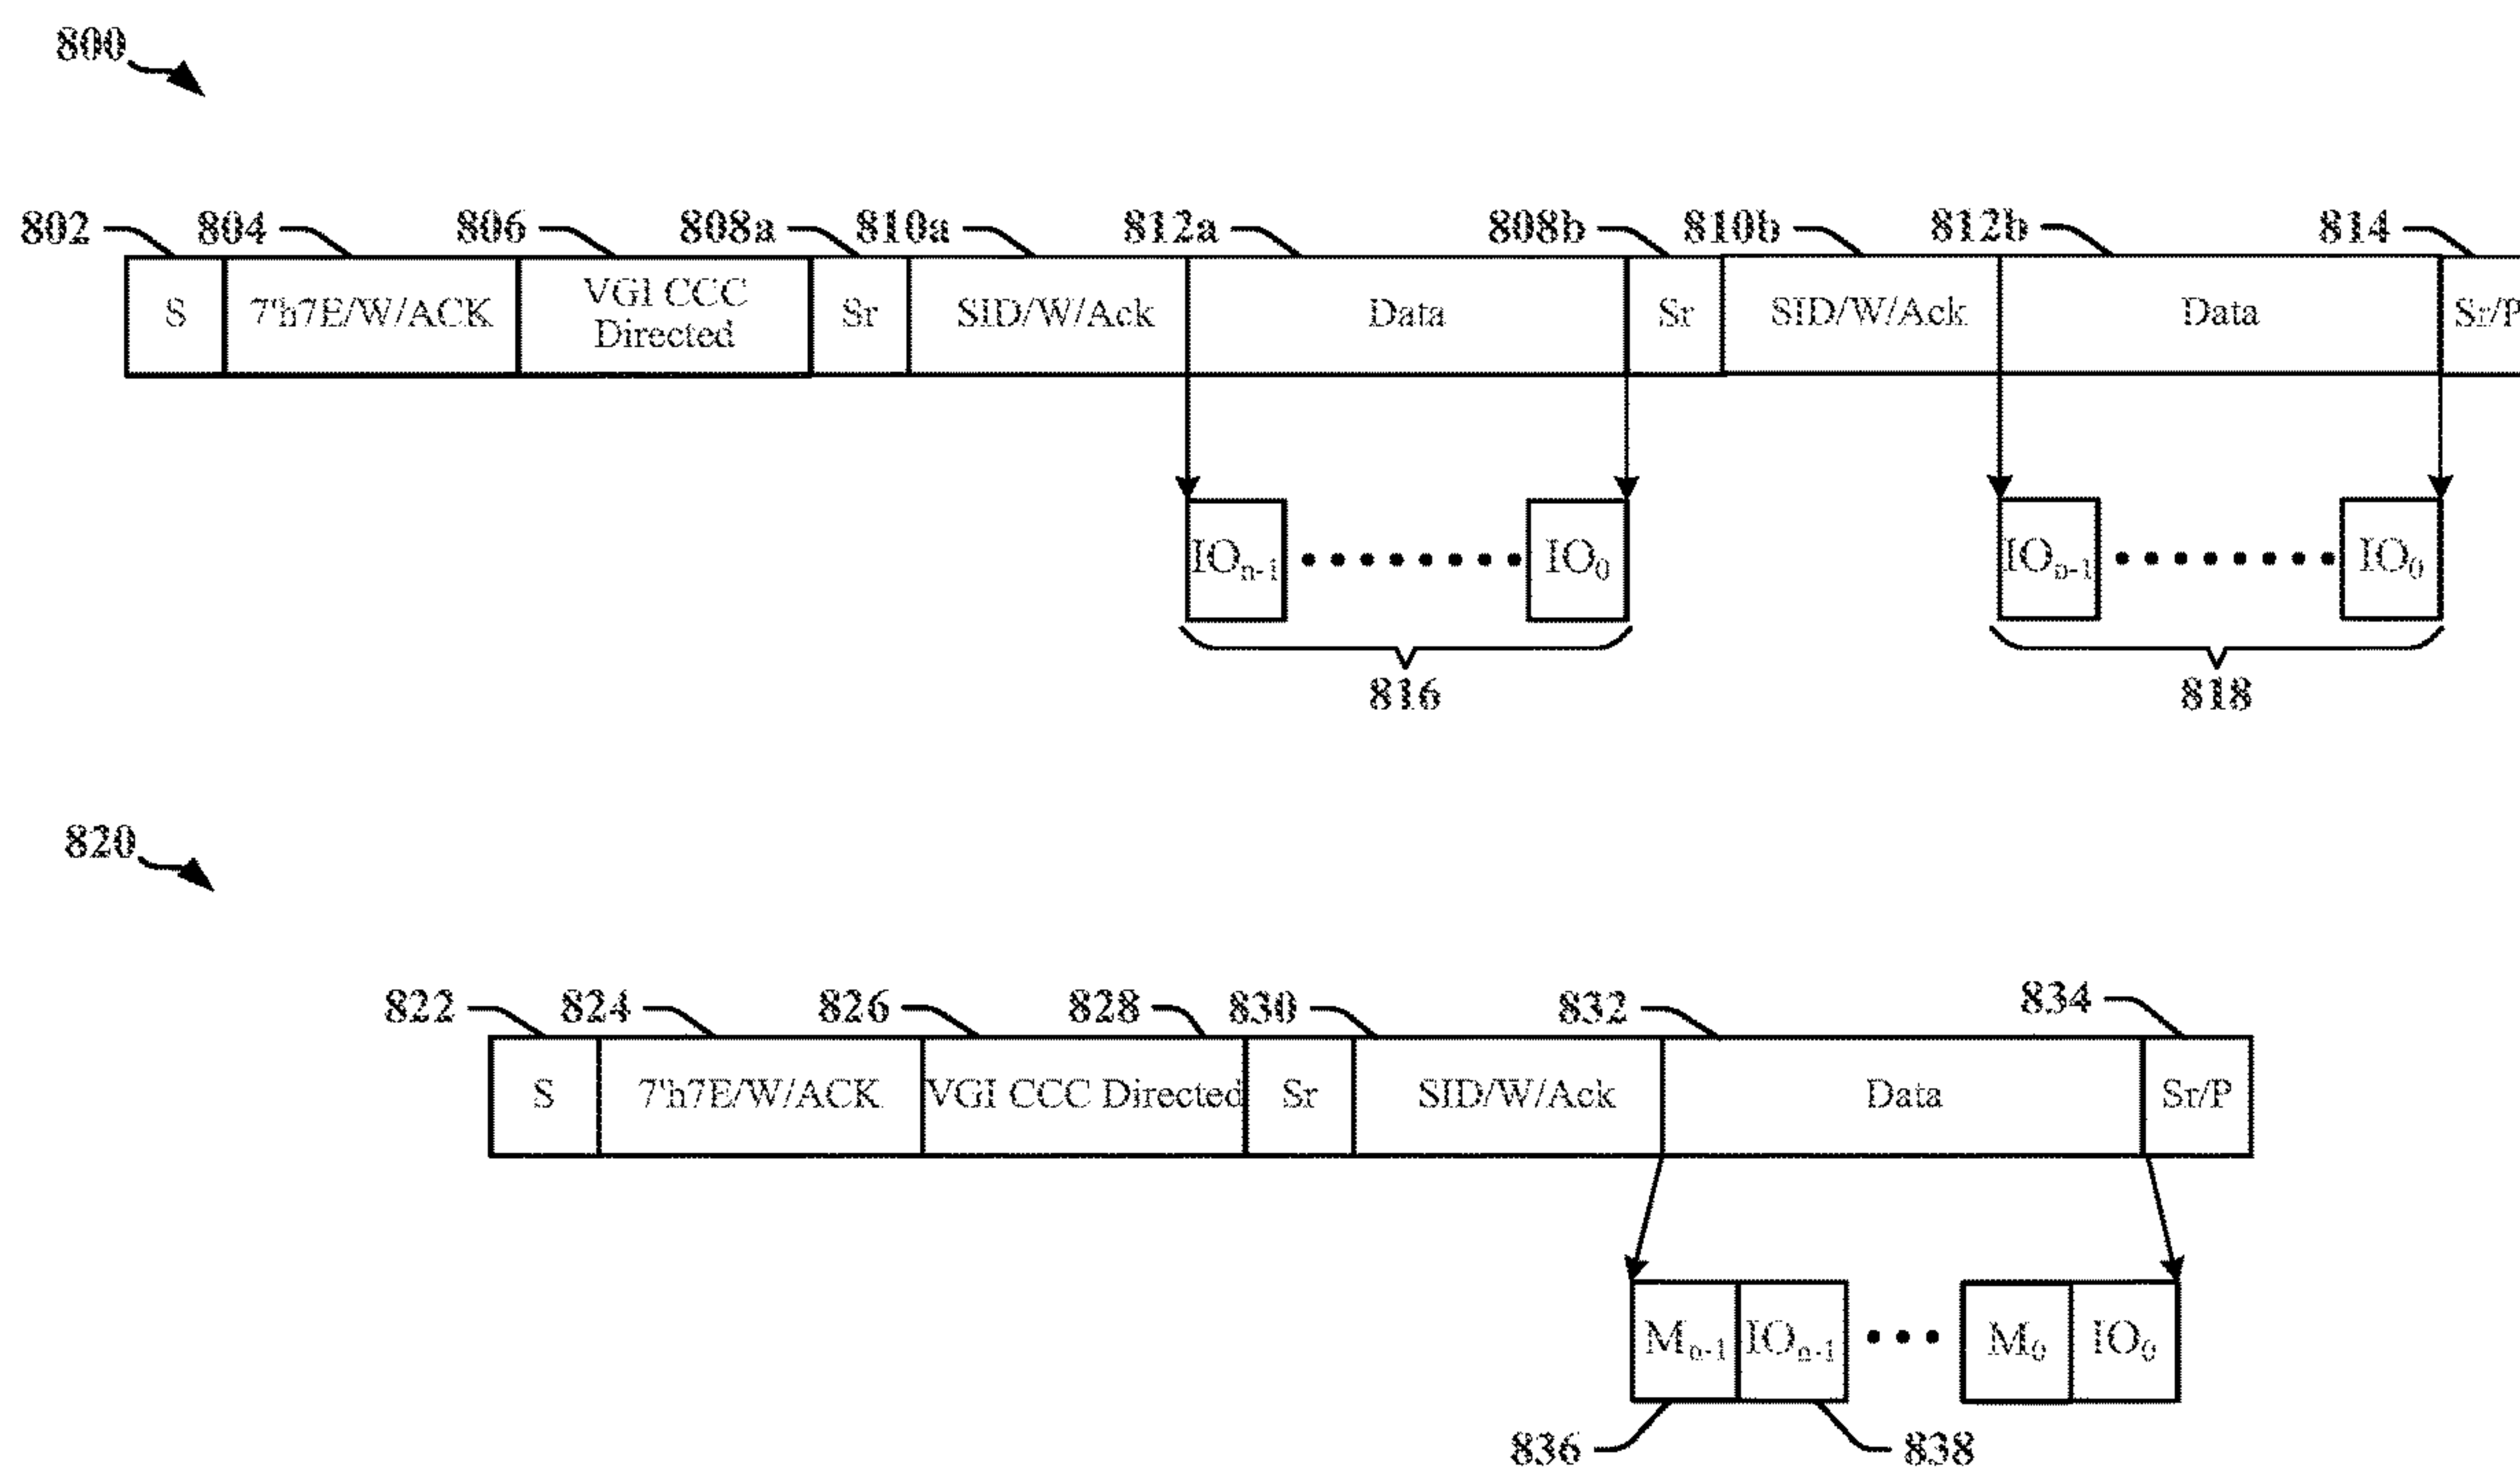 800
802 804 806 808a 810a 812a 808b 810b 812b 814
S 7'h7E/W/ACK VGI CCC Directed Sr SID/W/Ack Data Sr SID/W/Ack Data Sr/P
IOn-1 IO0 IOn-1 IO0
816 818
820
822 824 826 828 830 832 834
S 7'h7E/W/ACK VGI CCC Directed Sr SID/W/Ack Data Sr/P
Mn-1 IOn-1 M0 IO0
836 838